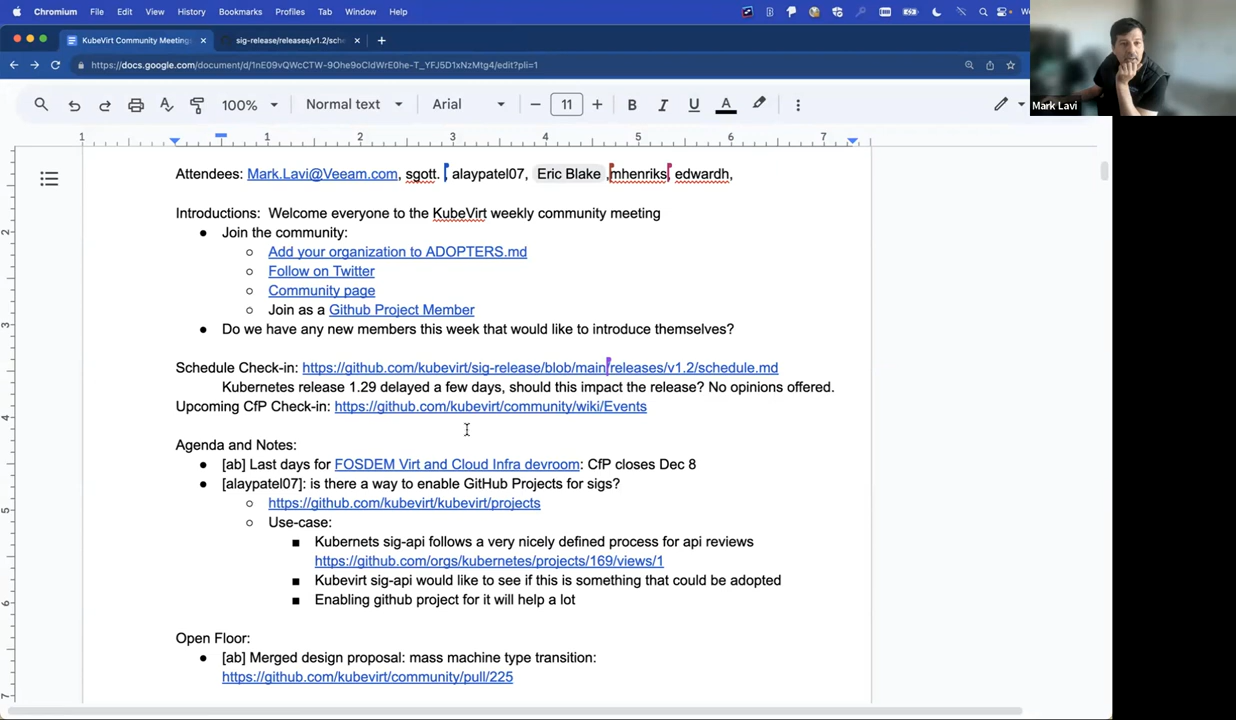 Chromium File Edit View History Bookmarks Profiles Tab Window Help
KubeVirt Community Meetings
sig-release/releases/v1.2/sch
https://docs.google.com/document/d/1nE09vQWcCTW-9Ohe9oCldWrE0he-T_YFJ5D1xNzMtg4/edit?pli=1
100% Normal text Arial 11 B I U A
1 1 2 3 4 5 6 7
Mark Lavi
Attendees: Mark.Lavi@Veeam.com, sgott. alaypatel07, Eric Blake ,mhenriks, edwardh,
Introductions: Welcome everyone to the KubeVirt weekly community meeting
Join the community:
Add your organization to ADOPTERS.md
Follow on Twitter
Community page
Join as a Github Project Member
Do we have any new members this week that would like to introduce themselves?
Schedule Check-in: https://github.com/kubevirt/sig-release/blob/main/releases/v1.2/schedule.md
Kubernetes release 1.29 delayed a few days, should this impact the release? No opinions offered.
Upcoming CfP Check-in: https://github.com/kubevirt/community/wiki/Events
Agenda and Notes:
[ab] Last days for FOSDEM Virt and Cloud Infra devroom: CfP closes Dec 8
[alaypatel07]: is there a way to enable GitHub Projects for sigs?
https://github.com/kubevirt/kubevirt/projects
Use-case:
Kubernets sig-api follows a very nicely defined process for api reviews
https://github.com/orgs/kubernetes/projects/169/views/1
Kubevirt sig-api would like to see if this is something that could be adopted
Enabling github project for it will help a lot
Open Floor:
[ab] Merged design proposal: mass machine type transition:
https://github.com/kubevirt/community/pull/225